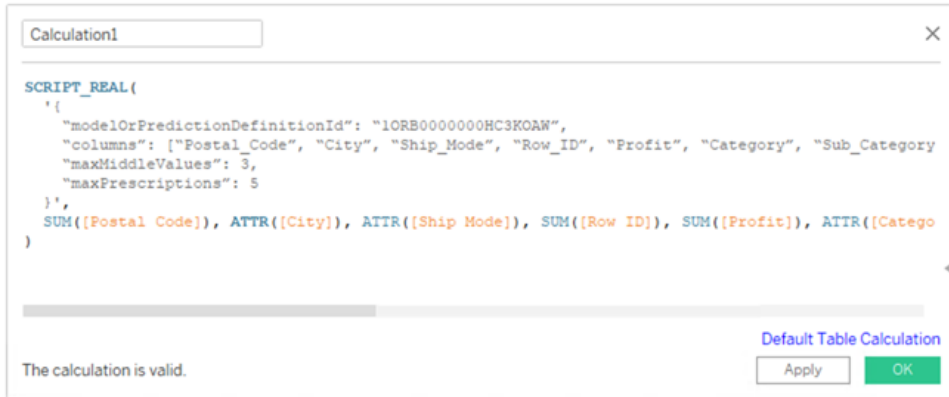 Calculation1
SCRIPT_REAL(
'{
"modelOrPredictionDefinitionId": "1ORB0000000HC3KOAW",
"columns": ["Postal_Code", "City", "Ship_Mode", "Row_ID", "Profit", "Category", "Sub_Category
"maxMiddleValues": 3,
"maxPrescriptions": 5
}',
SUM([Postal Code]), ATTR([City]), ATTR([Ship Mode]), SUM([Row ID]), SUM([Profit]), ATTR([Catego
)
Default Table Calculation
The calculation is valid.
Apply
OK